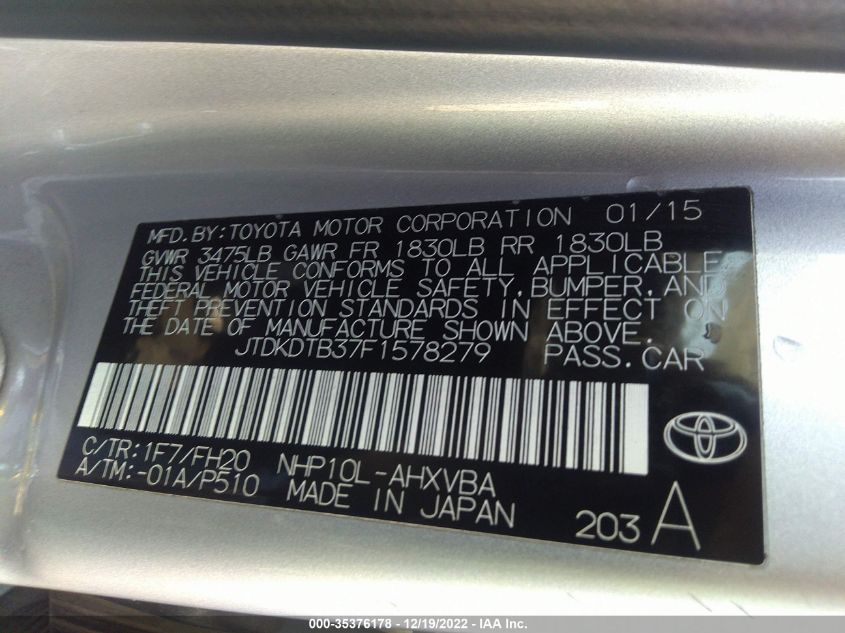 MFD. BY: TOYOTA MOTOR CORPORATION 01/15
GVWR 3475LB GAWR FR 1830LB RR 1830LB
THIS VEHICLE CONFORMS TO ALL APPLICABLE
FEDERAL MOTOR VEHICLE SAFETY, BUMPER, AND
THEFT PREVENTION STANDARDS IN EFFECT ON
THE DATE OF MANUFACTURE SHOWN ABOVE.
JTDKDTB37F1578279 PASS. CAR
C/TR: 1F7/FH20 NHP10L-AHXVBA
A/TM: -01A/P510 MADE IN JAPAN
203 A
000-35376178 - 12/19/2022 - IAA Inc.